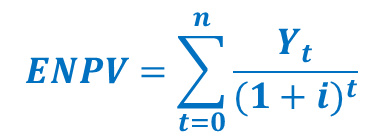 ENPV = \sum_{t=0}^{n} \frac{Y_t}{(1 + i)^t}